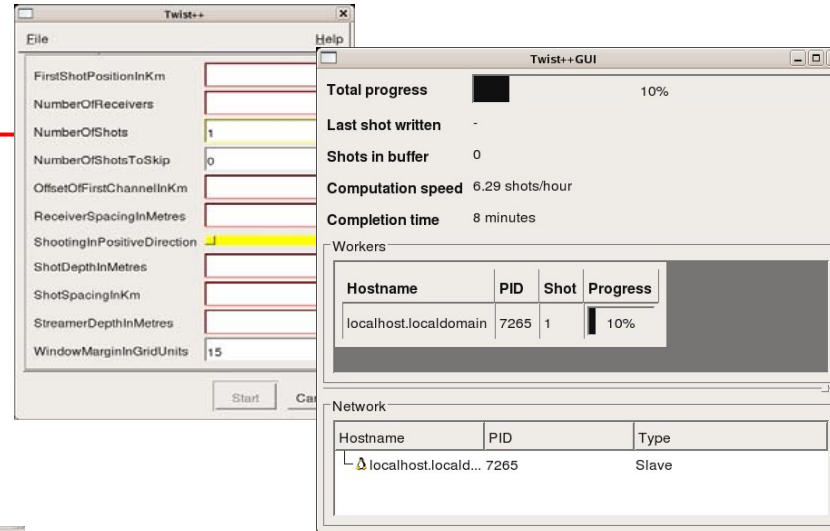 Twist++
File Help
FirstShotPositionInKm
NumberOfReceivers
NumberOfShots 1
NumberOfShotsToSkip 0
OffsetOfFirstChannelInKm
ReceiverSpacingInMetres
ShootingInPositiveDirection
ShotDepthInMetres
ShotSpacingInKm
StreamerDepthInMetres
WindowMarginInGridUnits 15
Start
Twist++GUI
Total progress 10%
Last shot written -
Shots in buffer 0
Computation speed 6.29 shots/hour
Completion time 8 minutes
Workers
Hostname PID Shot Progress
localhost.localdomain 7265 1 10%
Network
Hostname PID Type
localhost.locald... 7265 Slave